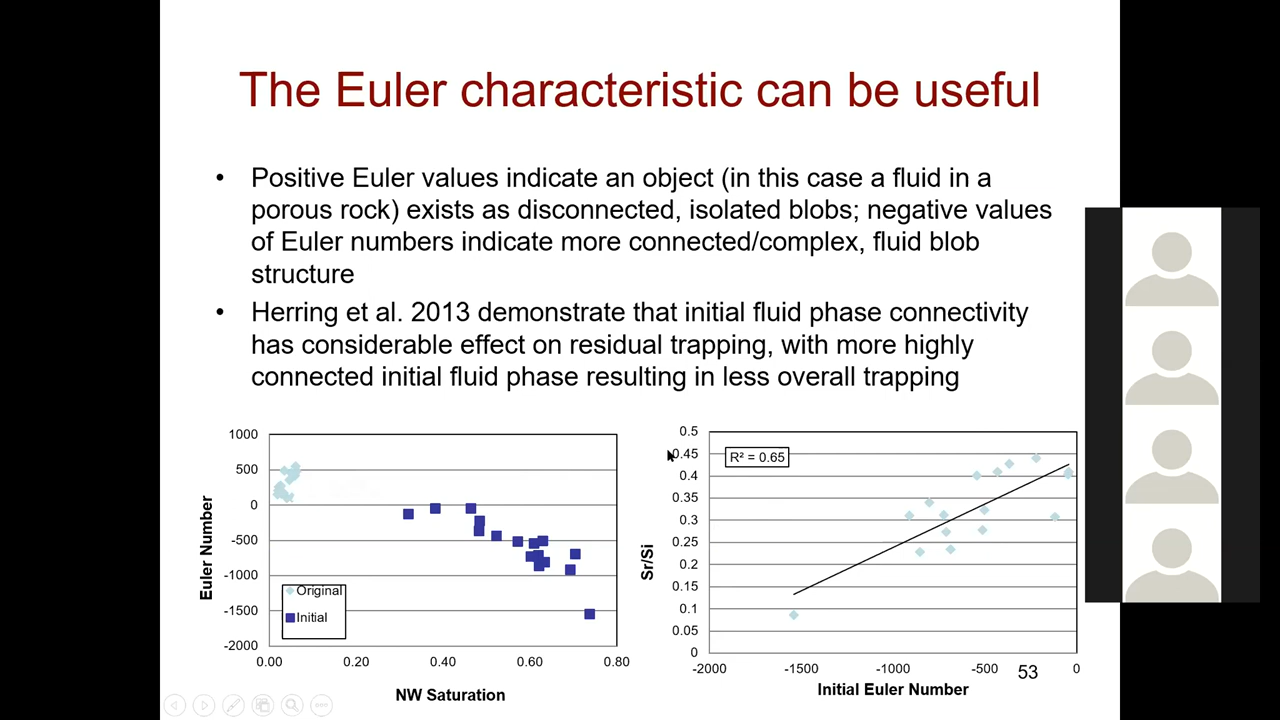 The Euler characteristic can be useful
• Positive Euler values indicate an object (in this case a fluid in a
porous rock) exists as disconnected, isolated blobs; negative values
of Euler numbers indicate more connected/complex, fluid blob
structure
• Herring et al. 2013 demonstrate that initial fluid phase connectivity
has considerable effect on residual trapping, with more highly
connected initial fluid phase resulting in less overall trapping
Euler Number
1000
500
0
-500
-1000
-1500
-2000
Original
Initial
0.00 0.20 0.40 0.60 0.80
NW Saturation
Sr/Si
0.5
0.45
0.4
0.35
0.3
0.25
0.2
0.15
0.1
0.05
0
R² = 0.65
-2000 -1500 -1000 -500 0
Initial Euler Number
53